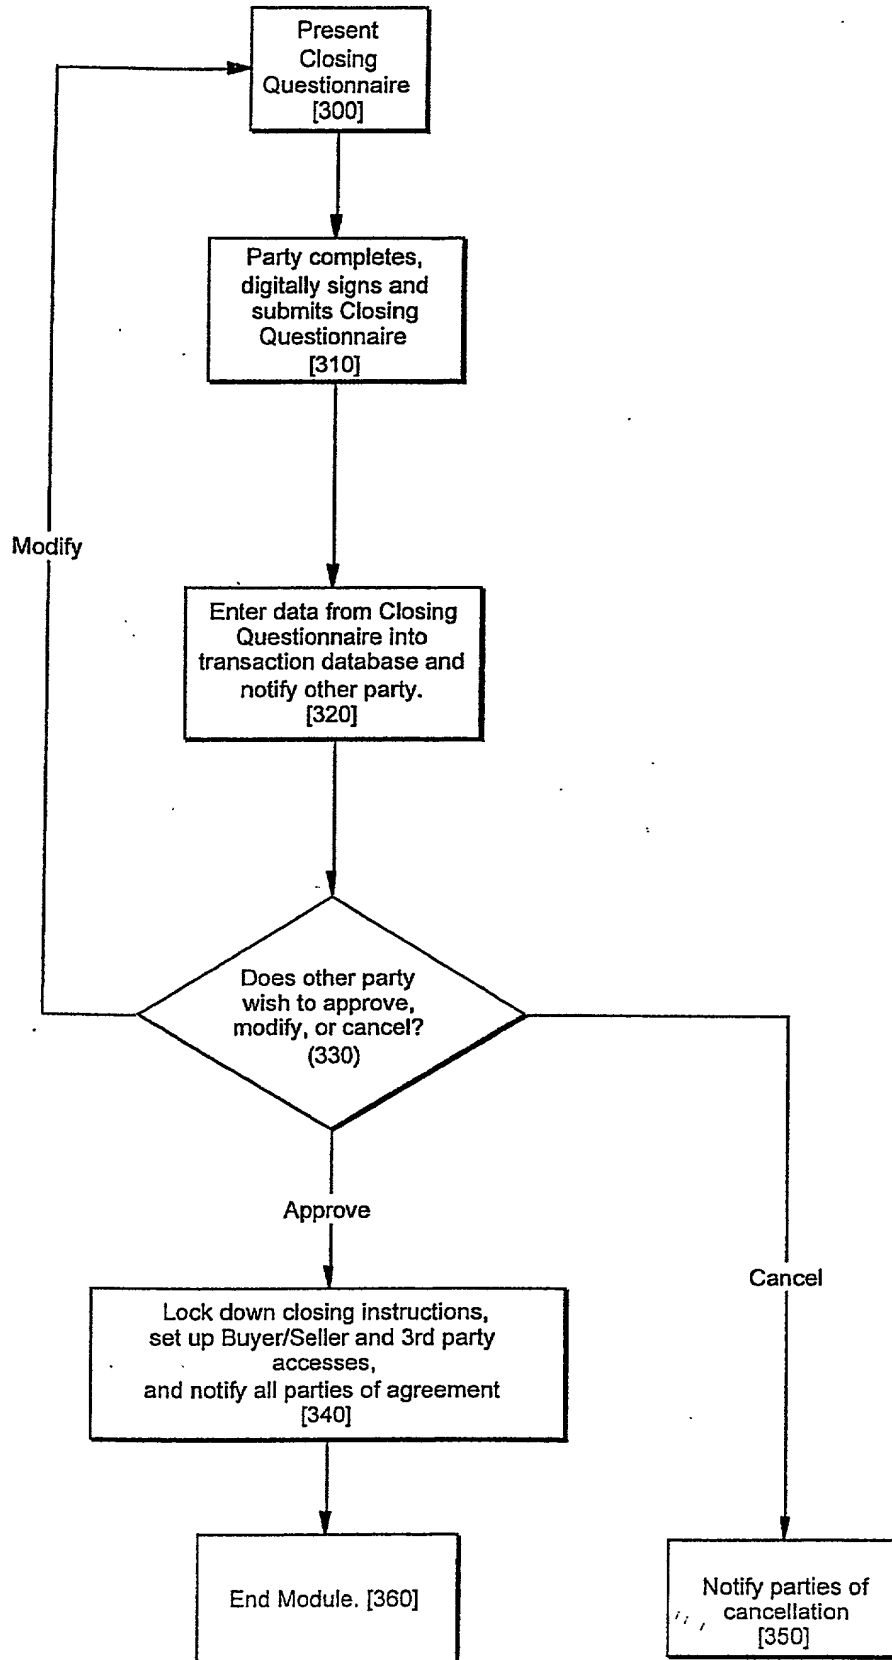 Present
Closing
Questionnaire
[300]
Party completes,
digitally signs and
submits Closing
Questionnaire
[310]
Modify
Enter data from Closing
Questionnaire into
transaction database and
notify other party.
[320]
Does other party
wish to approve,
modify, or cancel?
(330)
Approve
Cancel
Lock down closing instructions,
set up Buyer/Seller and 3rd party
accesses,
and notify all parties of agreement
[340]
End Module. [360]
Notify parties of
cancellation
[350]